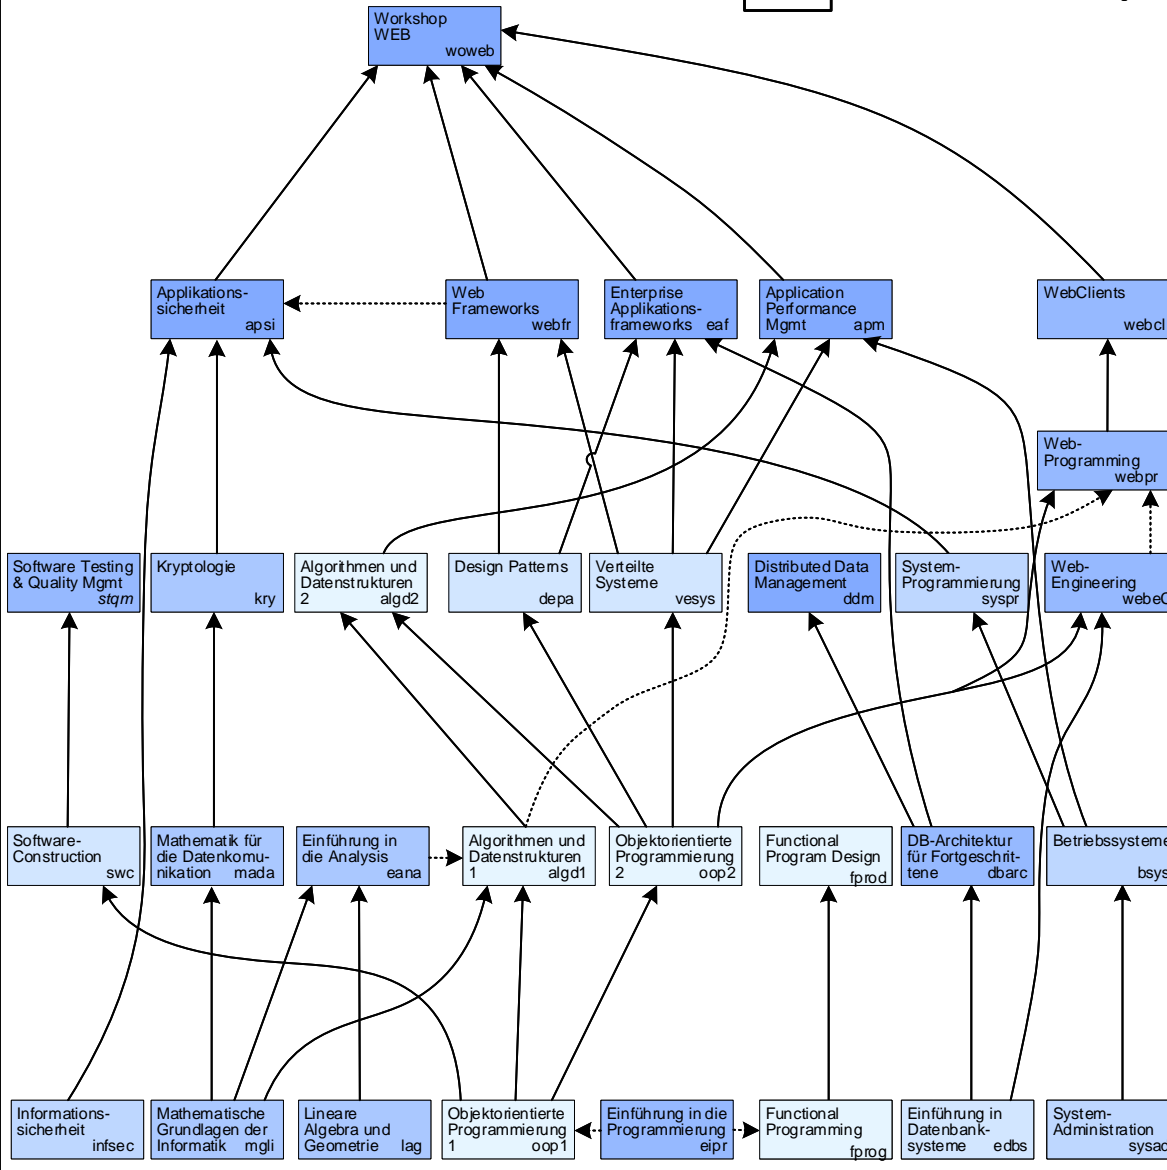 Workshop
WEB
woweb
Applikations-
sicherheit
apsi
Web
Frameworks
webfr
Enterprise
Applikations-
frameworks eaf
Application
Performance
Mgmt apm
WebClients
webcl
Web-
Programming
webpr
Software Testing
& Quality Mgmt
stqm
Kryptologie
kry
Algorithmen und
Datenstrukturen
2 algd2
Design Patterns
depa
Verteilte
Systeme
vesys
Distributed Data
Management
ddm
System-
Programmierung
syspr
Web-
Engineering
webeC
Software-
Construction
swc
Mathematik für
die Datenkomu-
nikation mada
Einführung in
die Analysis
eana
Algorithmen und
Datenstrukturen
1 algd1
Objektorientierte
Programmierung
2 oop2
Functional
Program Design
fprod
DB-Architektur
für Fortgeschrit-
tene dbarc
Betriebssysteme
bsys
Informations-
sicherheit
infsec
Mathematische
Grundlagen der
Informatik mgli
Lineare
Algebra und
Geometrie lag
Objektorientierte
Programmierung
1 oop1
Einführung in die
Programmierung
eipr
Functional
Programming
fprog
Einführung in
Datenbank-
systeme edbs
System-
Administration
sysad